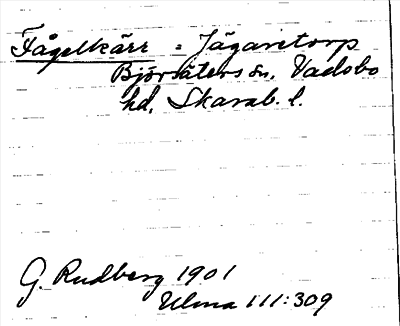 Fågelkärr = Jägaretorp
Björsäters sn, Vadsbo
hd, Skarab. l.
G. Rudberg 1901
Ulma 111:309